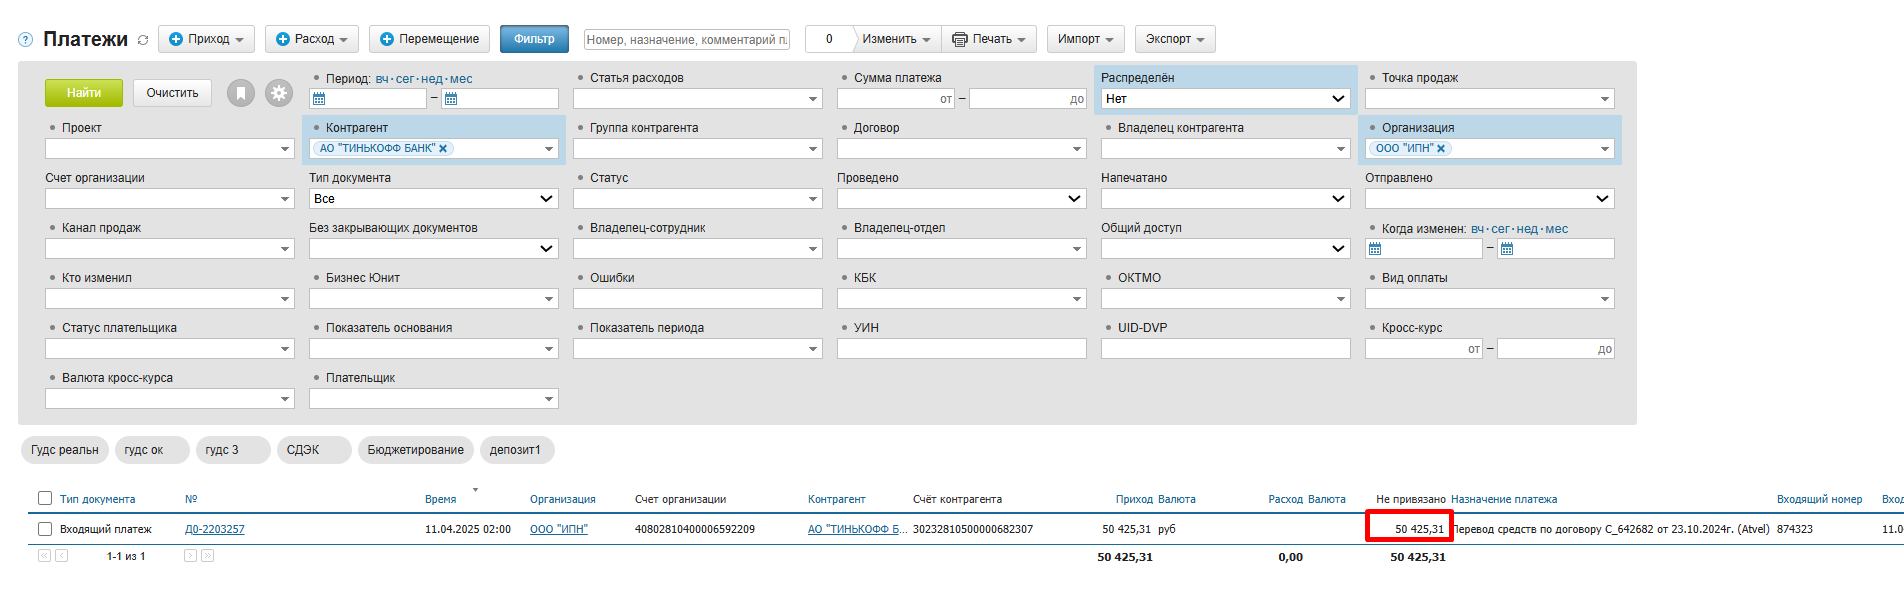 ? Платежи Приход Расход Перемещение Фильтр Номер, назначение, комментарий пл 0 Изменить Печать Импорт Экспорт
Найти Очистить
Период: вч·сег·нед·мес Статья расходов Сумма платежа Распределён Точка продаж
– от – до Нет
Проект Контрагент Группа контрагента Договор Владелец контрагента Организация
АО "ТИНЬКОФФ БАНК" × ООО "ИПН" ×
Счет организации Тип документа Статус Проведено Напечатано Отправлено
Все
Канал продаж Без закрывающих документов Владелец-сотрудник Владелец-отдел Общий доступ Когда изменен: вч·сег·нед·мес
–
Кто изменил Бизнес Юнит Ошибки КБК ОКТМО Вид оплаты
Статус плательщика Показатель основания Показатель периода УИН UID-DVP Кросс-курс
от – до
Валюта кросс-курса Плательщик
Гудс реальн гудс ок гудс 3 СДЭК Бюджетирование депозит1
Тип документа № Время Организация Счет организации Контрагент Счёт контрагента Приход Валюта Расход Валюта Не привязано Назначение платежа Входящий номер Вход
Входящий платеж Д0-2203257 11.04.2025 02:00 ООО "ИПН" 40802810400006592209 АО "ТИНЬКОФФ Б... 30232810500000682307 50 425,31 руб 50 425,31 Перевод средств по договору С_642682 от 23.10.2024г. (Atvel) 874323 11.0
« ‹ 1-1 из 1 › » 50 425,31 0,00 50 425,31